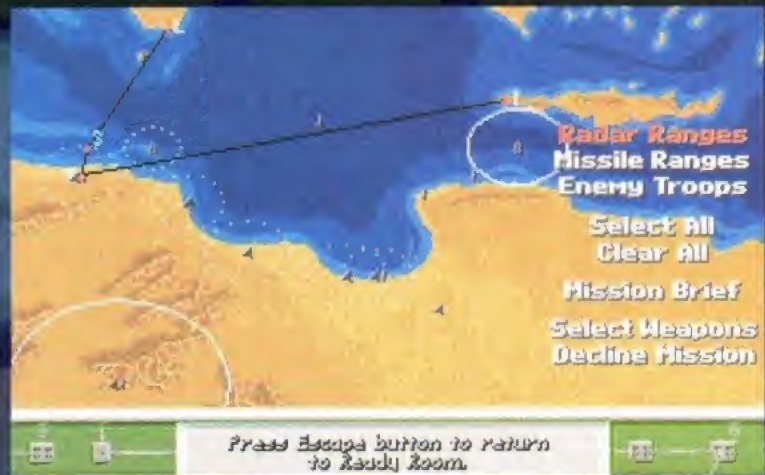 Radar Ranges
Missile Ranges
Enemy Troops
Select All
Clear All
Mission Brief
Select Weapons
Decline Mission
Press Escape button to return
to Ready Room.